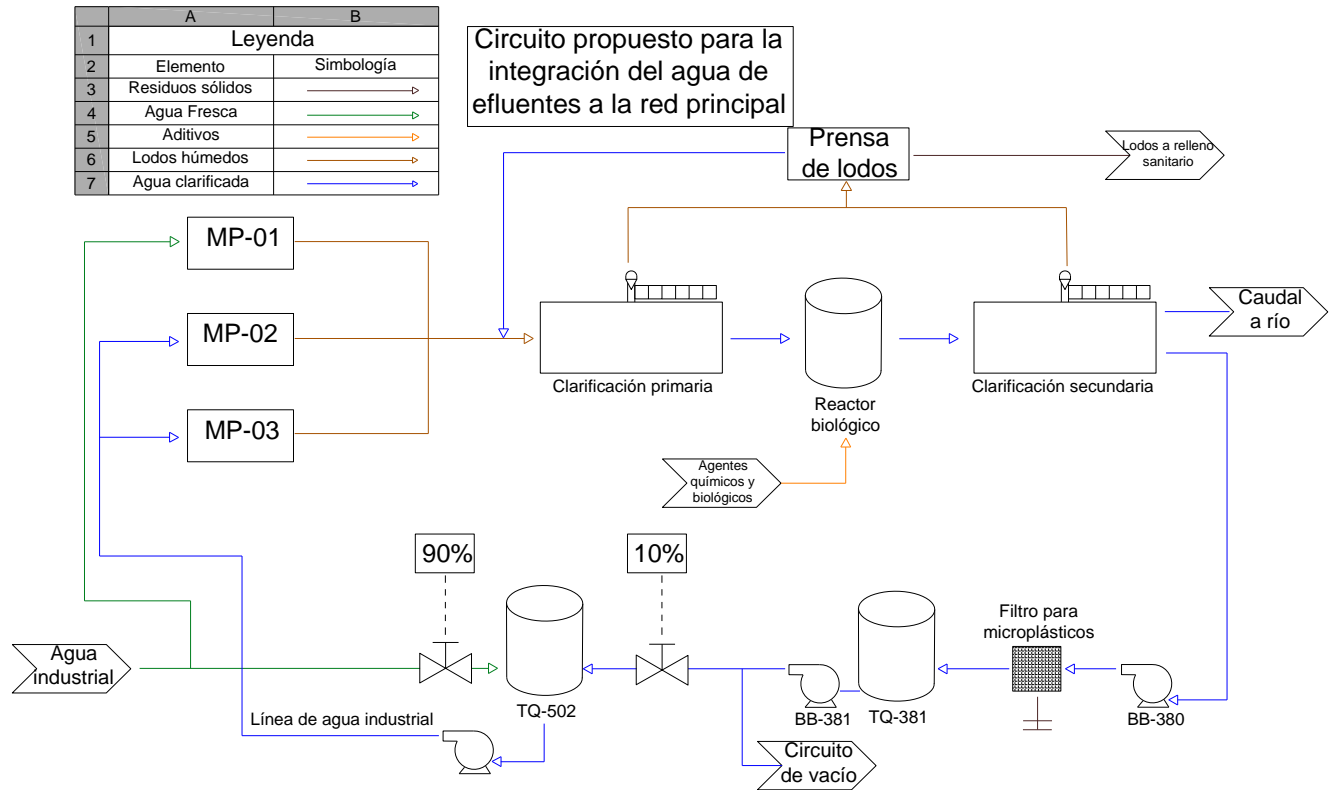 A B
1 Leyenda
2 Elemento Simbología
3 Residuos sólidos
4 Agua Fresca
5 Aditivos
6 Lodos húmedos
7 Agua clarificada
Circuito propuesto para la
integración del agua de
efluentes a la red principal
Prensa
de lodos
Lodos a relleno
sanitario
MP-01
MP-02
MP-03
Clarificación primaria
Reactor
biológico
Clarificación secundaria
Caudal
a río
Agentes
químicos y
biológicos
90%
10%
Filtro para
microplásticos
Agua
industrial
TQ-502
BB-381
TQ-381
BB-380
Línea de agua industrial
Circuito
de vacío